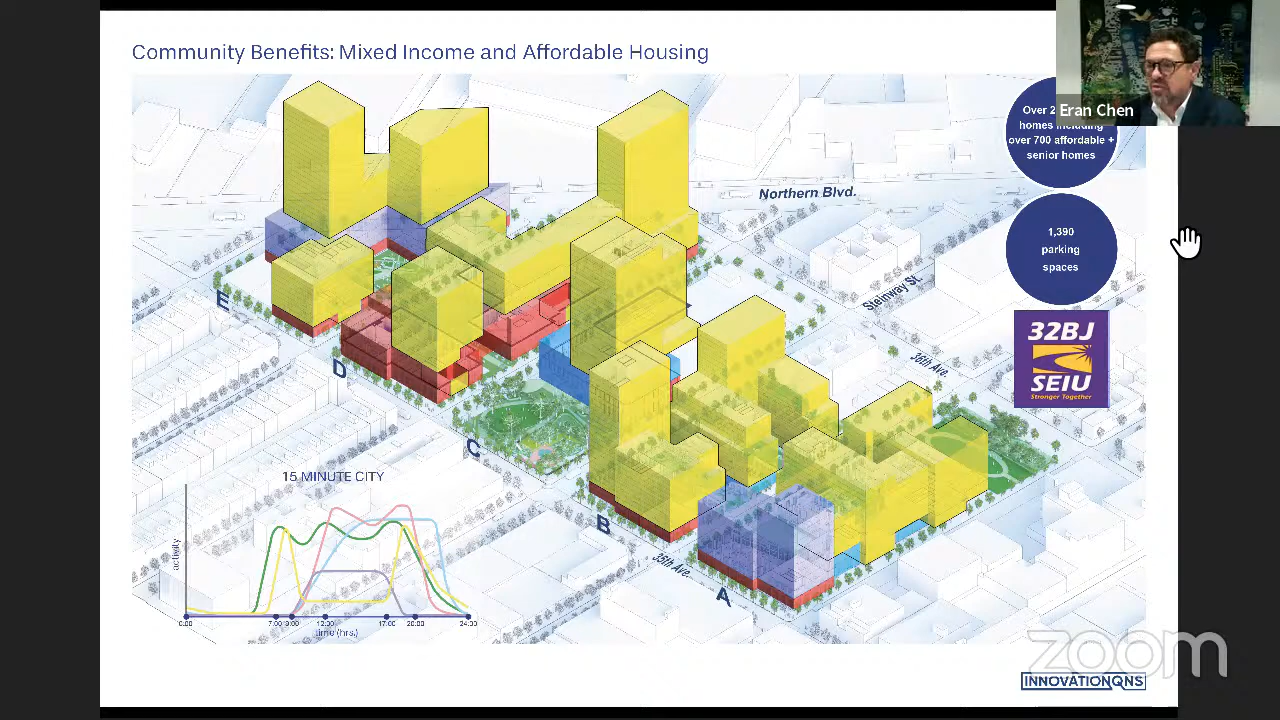 Community Benefits: Mixed Income and Affordable Housing
Eran Chen
Over 2
homes including
over 700 affordable +
senior homes
Northern Blvd.
1,390
parking
spaces
Steinway St.
32BJ
SEIU
Stronger Together
36th Ave.
E
D
C
B
A
35th Ave.
15 MINUTE CITY
activity
0:00
7:00
9:00
12:00
17:00
20:00
24:00
time (hrs.)
zoom
INNOVATIONQNS